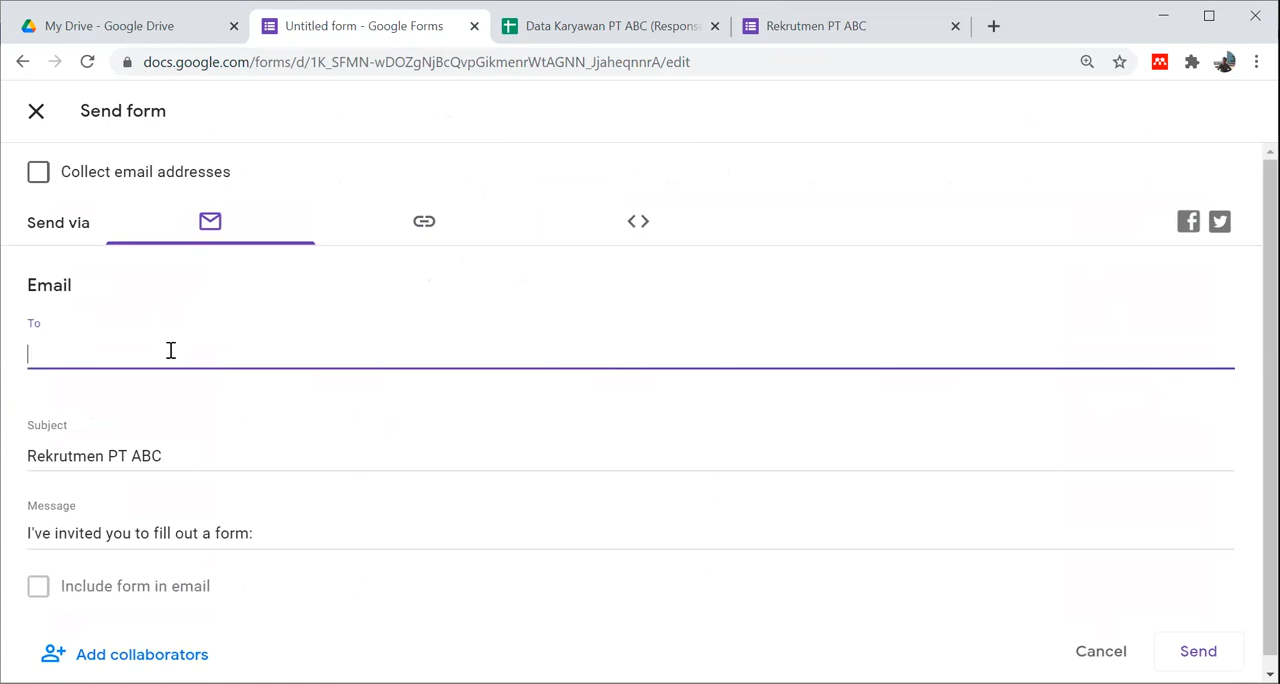 My Drive - Google Drive
Untitled form - Google Forms
Data Karyawan PT ABC (Respons
Rekrutmen PT ABC
docs.google.com/forms/d/1K_SFMN-wDOZgNjBcQvpGikmenrWtAGNN_JjaheqnnrA/edit
Send form
Collect email addresses
Send via
Email
To
Subject
Rekrutmen PT ABC
Message
I've invited you to fill out a form:
Include form in email
Add collaborators
Cancel
Send